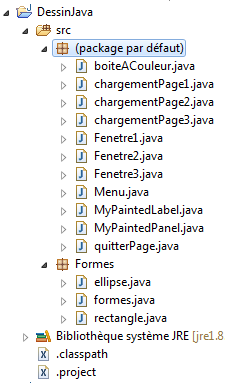 DessinJava
src
(package par défaut)
boiteACouleur.java
chargementPage1.java
chargementPage2.java
chargementPage3.java
Fenetre1.java
Fenetre2.java
Fenetre3.java
Menu.java
MyPaintedLabel.java
MyPaintedPanel.java
quitterPage.java
Formes
ellipse.java
formes.java
rectangle.java
Bibliothèque système JRE [jre1.8
.classpath
.project